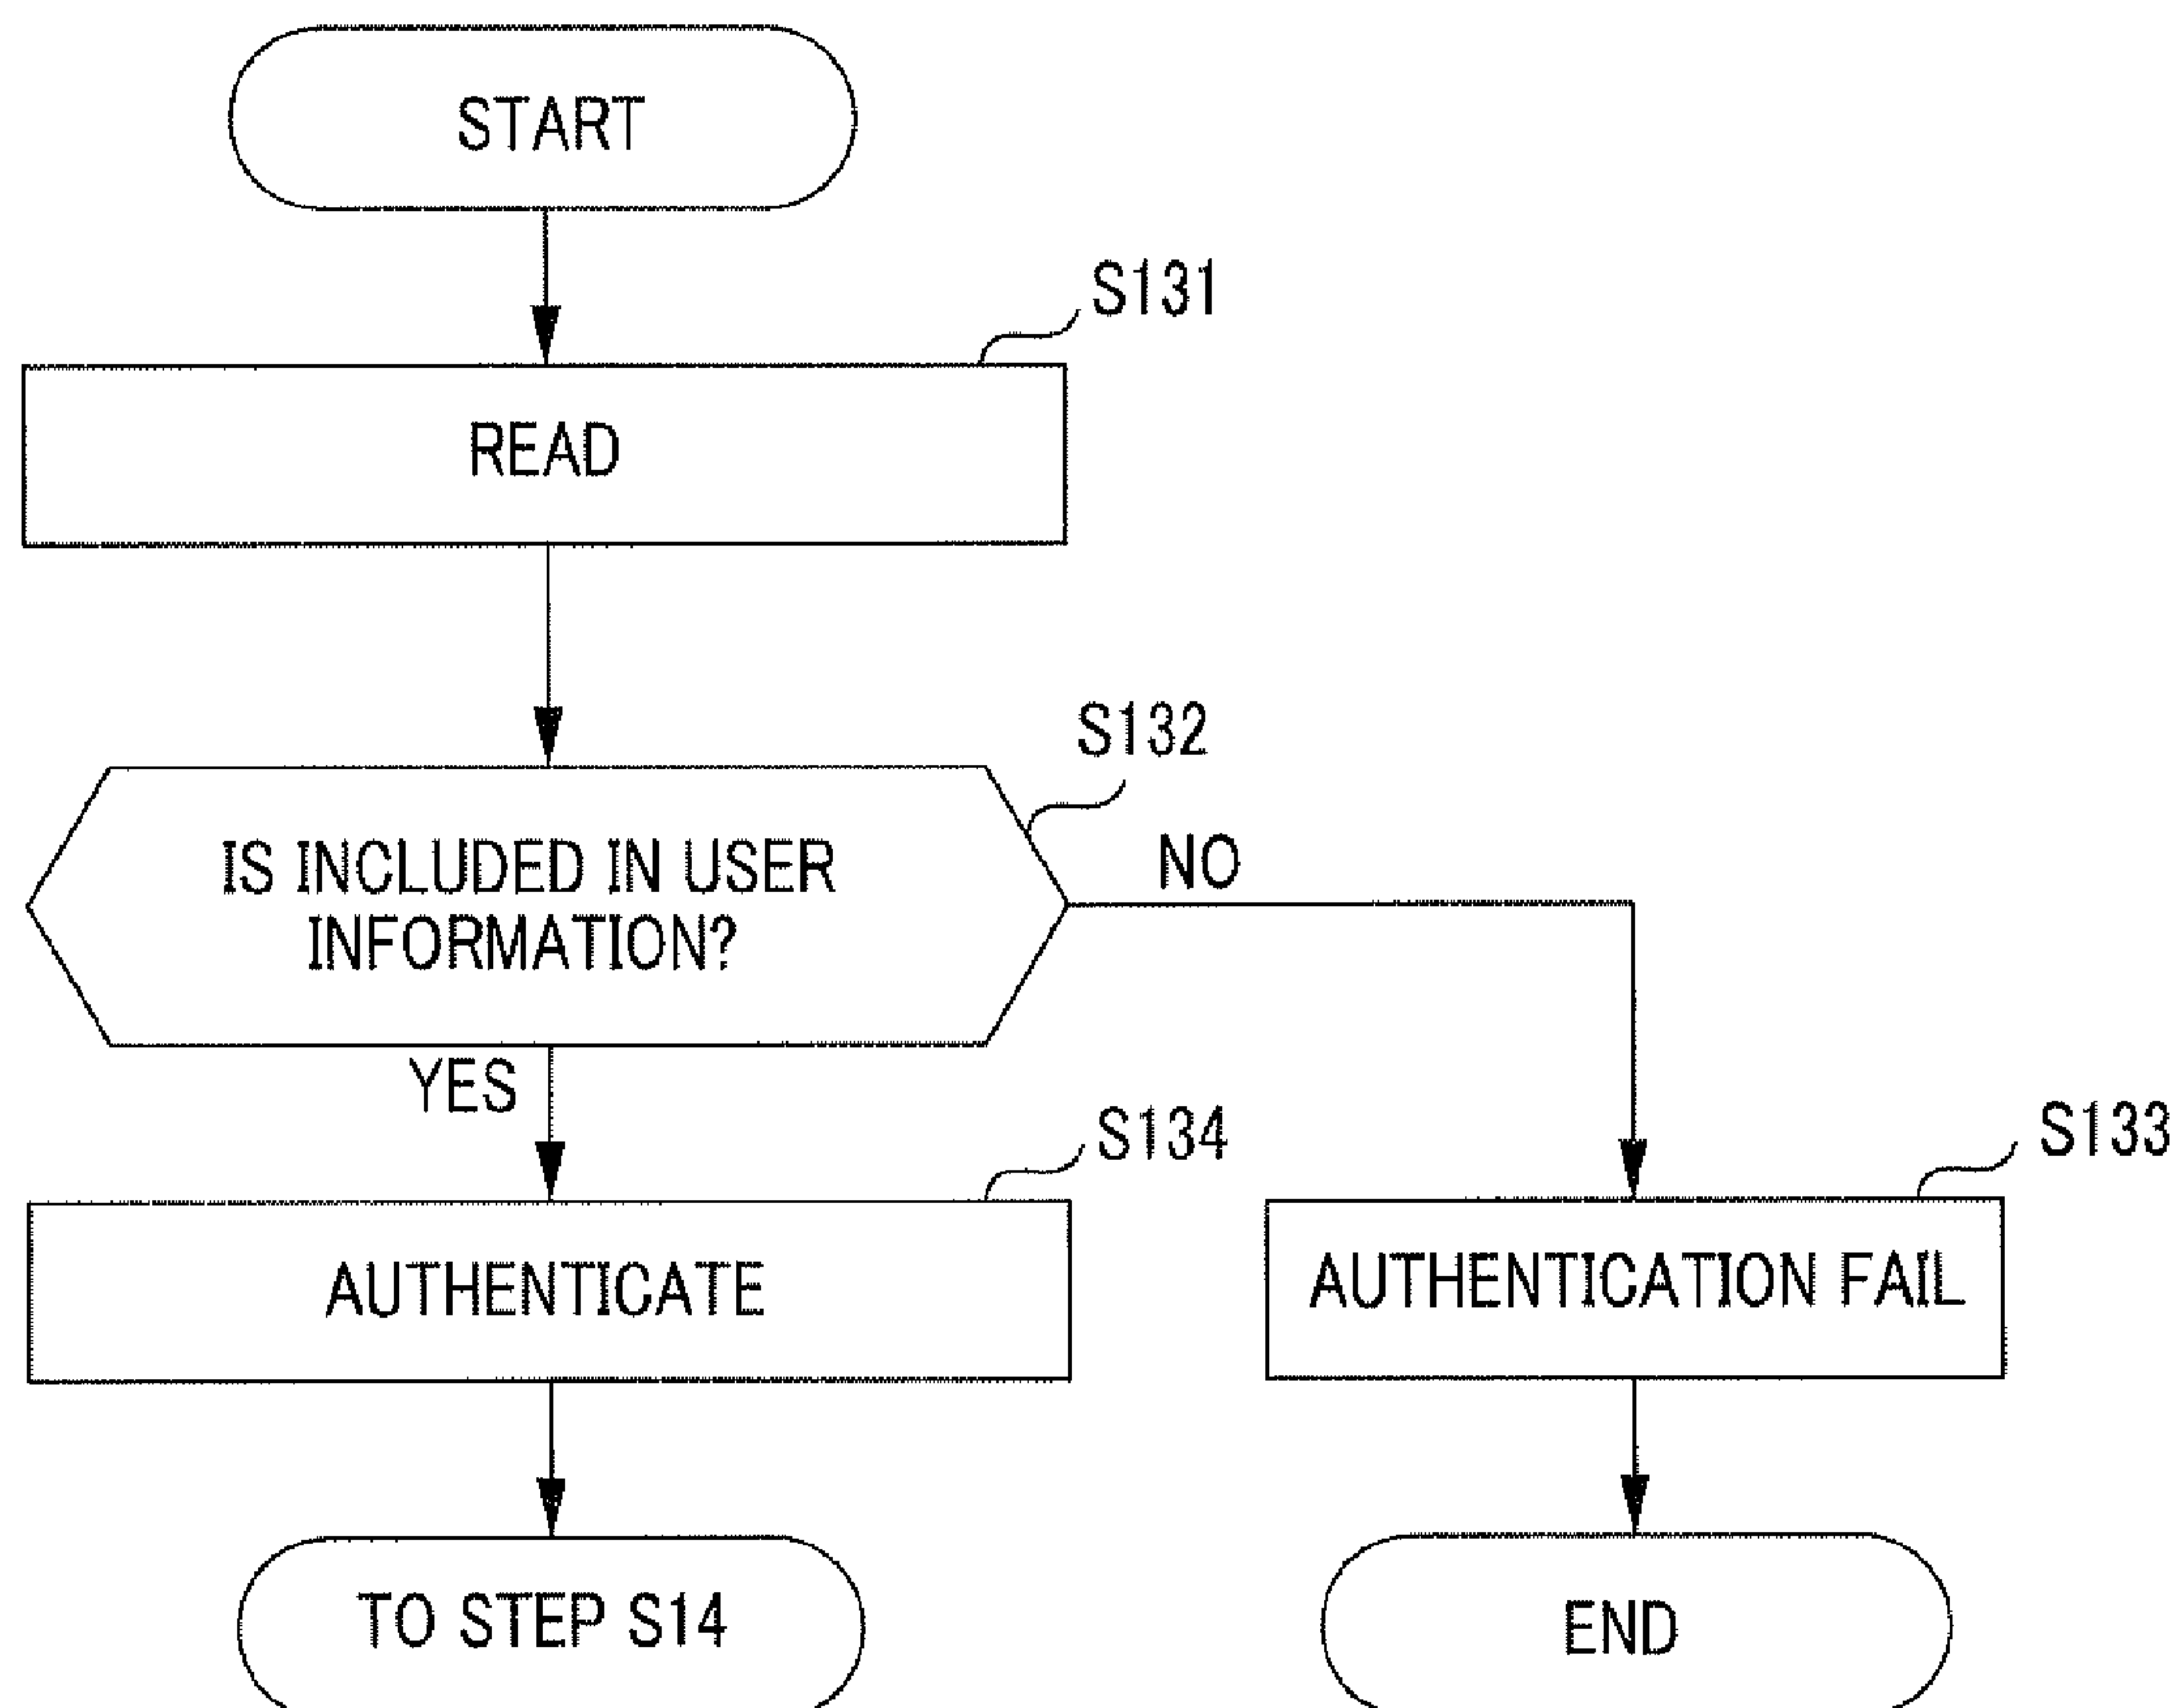 START
S131
READ
S132
IS INCLUDED IN USER
INFORMATION?
NO
YES
S134
S133
AUTHENTICATE
AUTHENTICATION FAIL
TO STEP S14
END